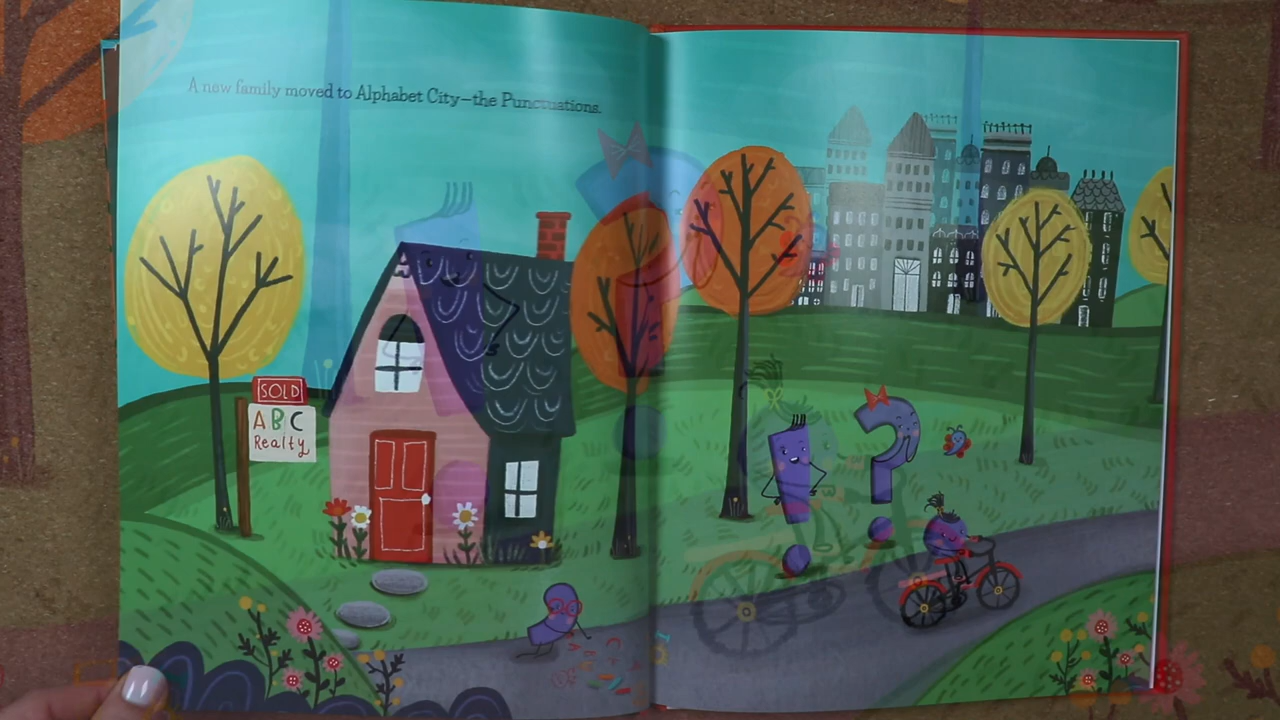 A new family moved to Alphabet City—the Punctuations.
SOLD
ABC
Realty